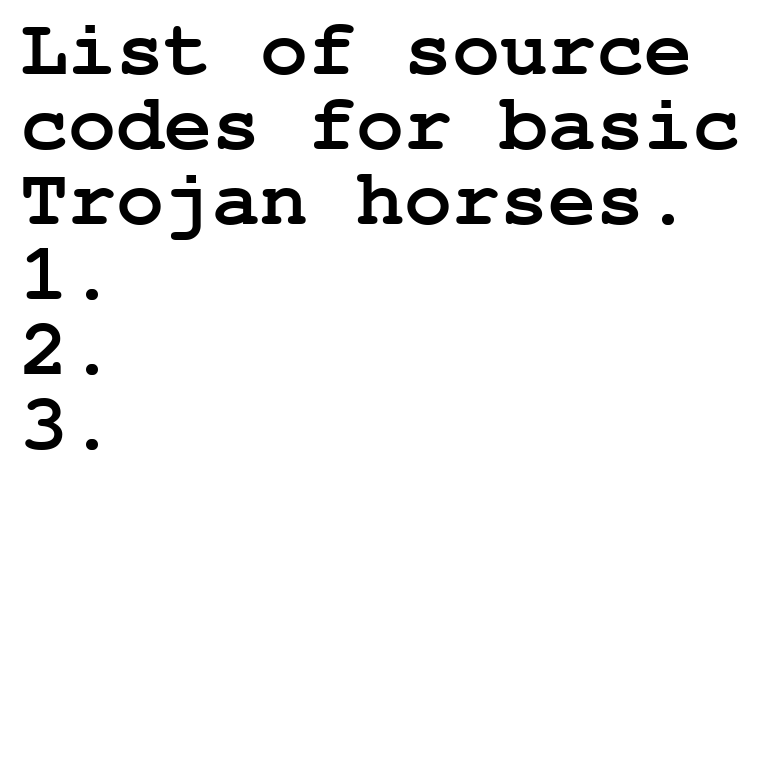 List of source
codes for basic
Trojan horses.
1.
2.
3.